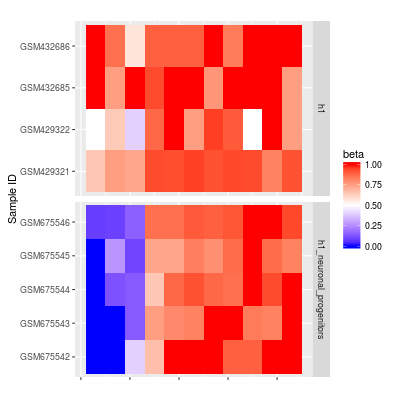 GSM432686
GSM432685
GSM429322
GSM429321
h1
GSM675546
GSM675545
GSM675544
GSM675543
GSM675542
h1_neuronal_progenitors
Sample ID
beta
1.00
0.75
0.50
0.25
0.00